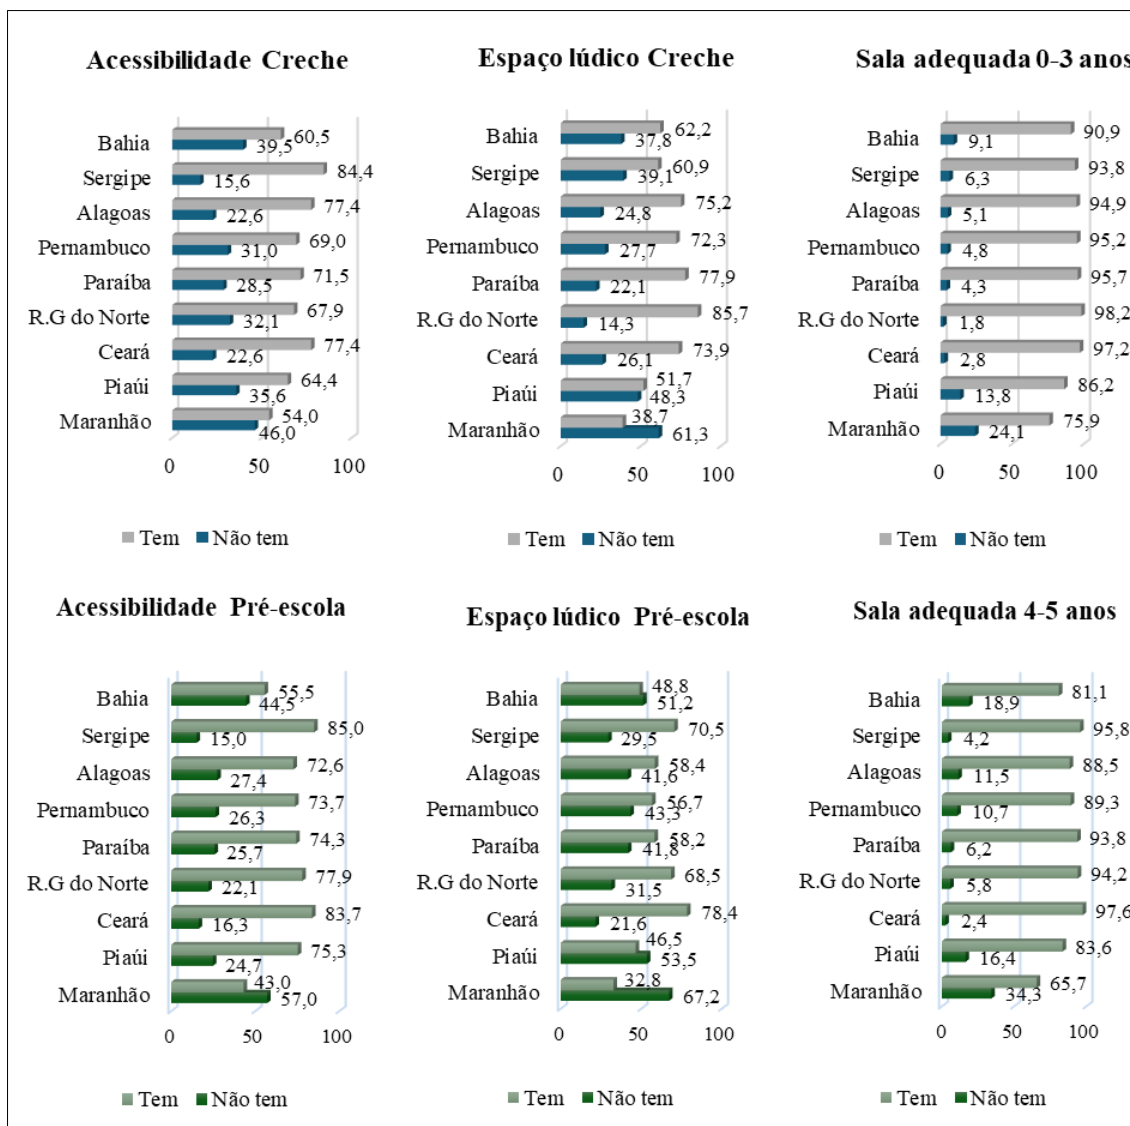 Acessibilidade Creche
Bahia 60,5 39,5
Sergipe 84,4 15,6
Alagoas 77,4 22,6
Pernambuco 69,0 31,0
Paraíba 71,5 28,5
R.G do Norte 67,9 32,1
Ceará 77,4 22,6
Piaúi 64,4 35,6
Maranhão 54,0 46,0
0 50 100
Tem Não tem
Espaço lúdico Creche
Bahia 62,2 37,8
Sergipe 60,9 39,1
Alagoas 75,2 24,8
Pernambuco 72,3 27,7
Paraíba 77,9 22,1
R.G do Norte 85,7 14,3
Ceará 73,9 26,1
Piaúi 51,7 48,3
Maranhão 38,7 61,3
0 50 100
Tem Não tem
Sala adequada 0-3 anos
Bahia 90,9 9,1
Sergipe 93,8 6,3
Alagoas 94,9 5,1
Pernambuco 95,2 4,8
Paraíba 95,7 4,3
R.G do Norte 98,2 1,8
Ceará 97,2 2,8
Piaúi 86,2 13,8
Maranhão 75,9 24,1
0 50 100
Tem Não tem
Acessibilidade Pré-escola
Bahia 55,5 44,5
Sergipe 85,0 15,0
Alagoas 72,6 27,4
Pernambuco 73,7 26,3
Paraíba 74,3 25,7
R.G do Norte 77,9 22,1
Ceará 83,7 16,3
Piaúi 75,3 24,7
Maranhão 43,0 57,0
0 50 100
Tem Não tem
Espaço lúdico Pré-escola
Bahia 48,8 51,2
Sergipe 70,5 29,5
Alagoas 58,4 41,6
Pernambuco 56,7 43,3
Paraíba 58,2 41,8
R.G do Norte 68,5 31,5
Ceará 78,4 21,6
Piaúi 46,5 53,5
Maranhão 32,8 67,2
0 50 100
Tem Não tem
Sala adequada 4-5 anos
Bahia 81,1 18,9
Sergipe 95,8 4,2
Alagoas 88,5 11,5
Pernambuco 89,3 10,7
Paraíba 93,8 6,2
R.G do Norte 94,2 5,8
Ceará 97,6 2,4
Piaúi 83,6 16,4
Maranhão 65,7 34,3
0 50 100
Tem Não tem